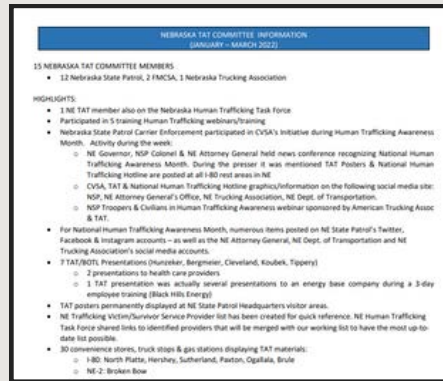 NEBRASKA TAT COMMITTEE INFORMATION
(JANUARY – MARCH 2022)
15 NEBRASKA TAT COMMITTEE MEMBERS
• 12 Nebraska State Patrol, 2 FMCSA, 1 Nebraska Trucking Association
HIGHLIGHTS:
• 1 NE TAT member also on the Nebraska Human Trafficking Task Force
• Participated in 5 training Human Trafficking webinars/training
• Nebraska State Patrol Carrier Enforcement participated in CVSA's Initiative during Human Trafficking Awareness
Month. Activity during the week:
o NE Governor, NSP Colonel & NE Attorney General held news conference recognizing National Human
Trafficking Awareness Month. During the presser it was mentioned TAT Posters & National Human
Trafficking Hotline are posted at all I-80 rest areas in NE
o CVSA, TAT & National Human Trafficking Hotline graphics/information on the following social media site:
NSP, NE Attorney General's Office, NE Trucking Association, NE Dept. of Transportation.
o NSP Troopers & Civilians in Human Trafficking Awareness webinar sponsored by American Trucking Assoc
& TAT.
• For National Human Trafficking Awareness Month, numerous items posted on NE State Patrol's Twitter,
Facebook & Instagram accounts – as well as the NE Attorney General, NE Dept. of Transportation and NE
Trucking Association's social media accounts.
• 7 TAT/BOTL Presentations (Hunzeker, Bergmeier, Cleveland, Koubek, Tippery)
o 2 presentations to health care providers
o 1 TAT presentation was actually several presentations to an energy base company during a 3-day
employee training (Black Hills Energy)
• TAT posters permanently displayed at NE State Patrol Headquarters visitor areas.
• NE Trafficking Victim/Survivor Service Provider list has been created for quick reference. NE Human Trafficking
Task Force shared links to identified providers that will be merged with our working list to have the most up-to-
date list possible.
• 30 convenience stores, truck stops & gas stations displaying TAT materials:
o I-80: North Platte, Hershey, Sutherland, Paxton, Ogallala, Brule
o NE-2: Broken Bow